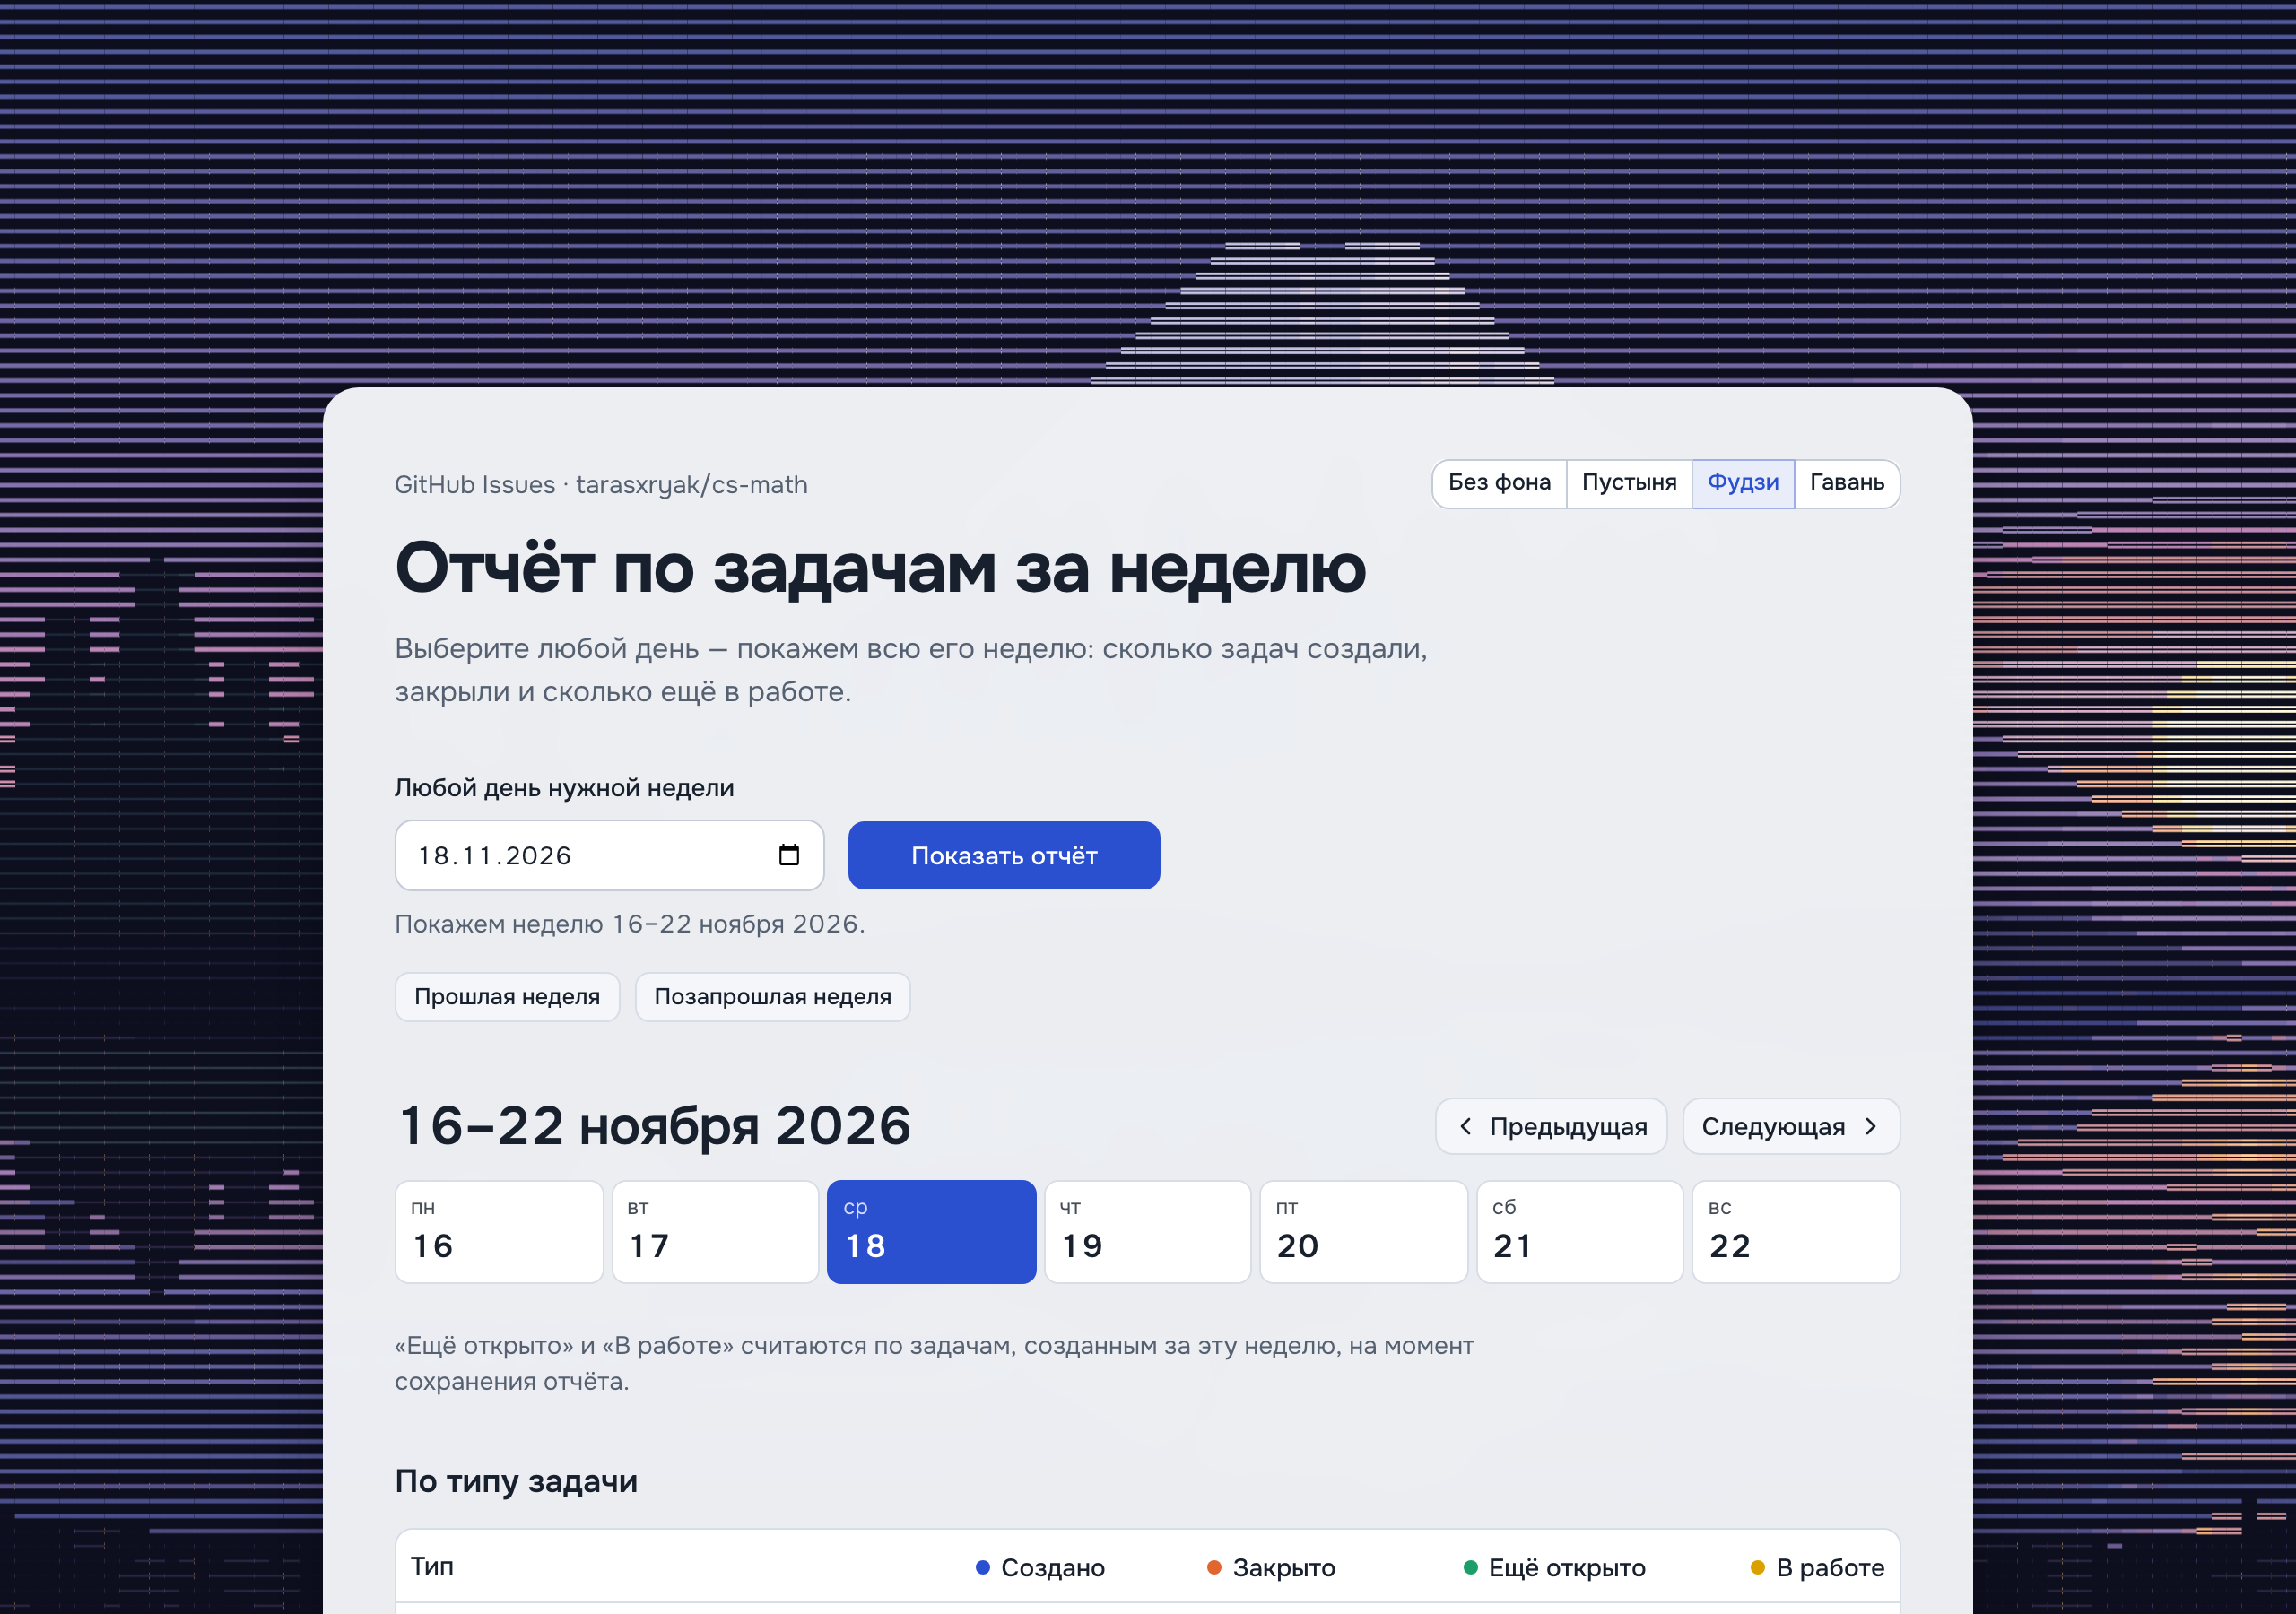 GitHub Issues · tarasxryak/cs-math
Без фона Пустыня Фудзи Гавань
Отчёт по задачам за неделю
Выберите любой день — покажем всю его неделю: сколько задач создали,
закрыли и сколько ещё в работе.
Любой день нужной недели
18.11.2026
Показать отчёт
Покажем неделю 16–22 ноября 2026.
Прошлая неделя Позапрошлая неделя
16–22 ноября 2026
Предыдущая Следующая
пн вт ср чт пт сб вс
16 17 18 19 20 21 22
«Ещё открыто» и «В работе» считаются по задачам, созданным за эту неделю, на момент
сохранения отчёта.
По типу задачи
Тип Создано Закрыто Ещё открыто В работе